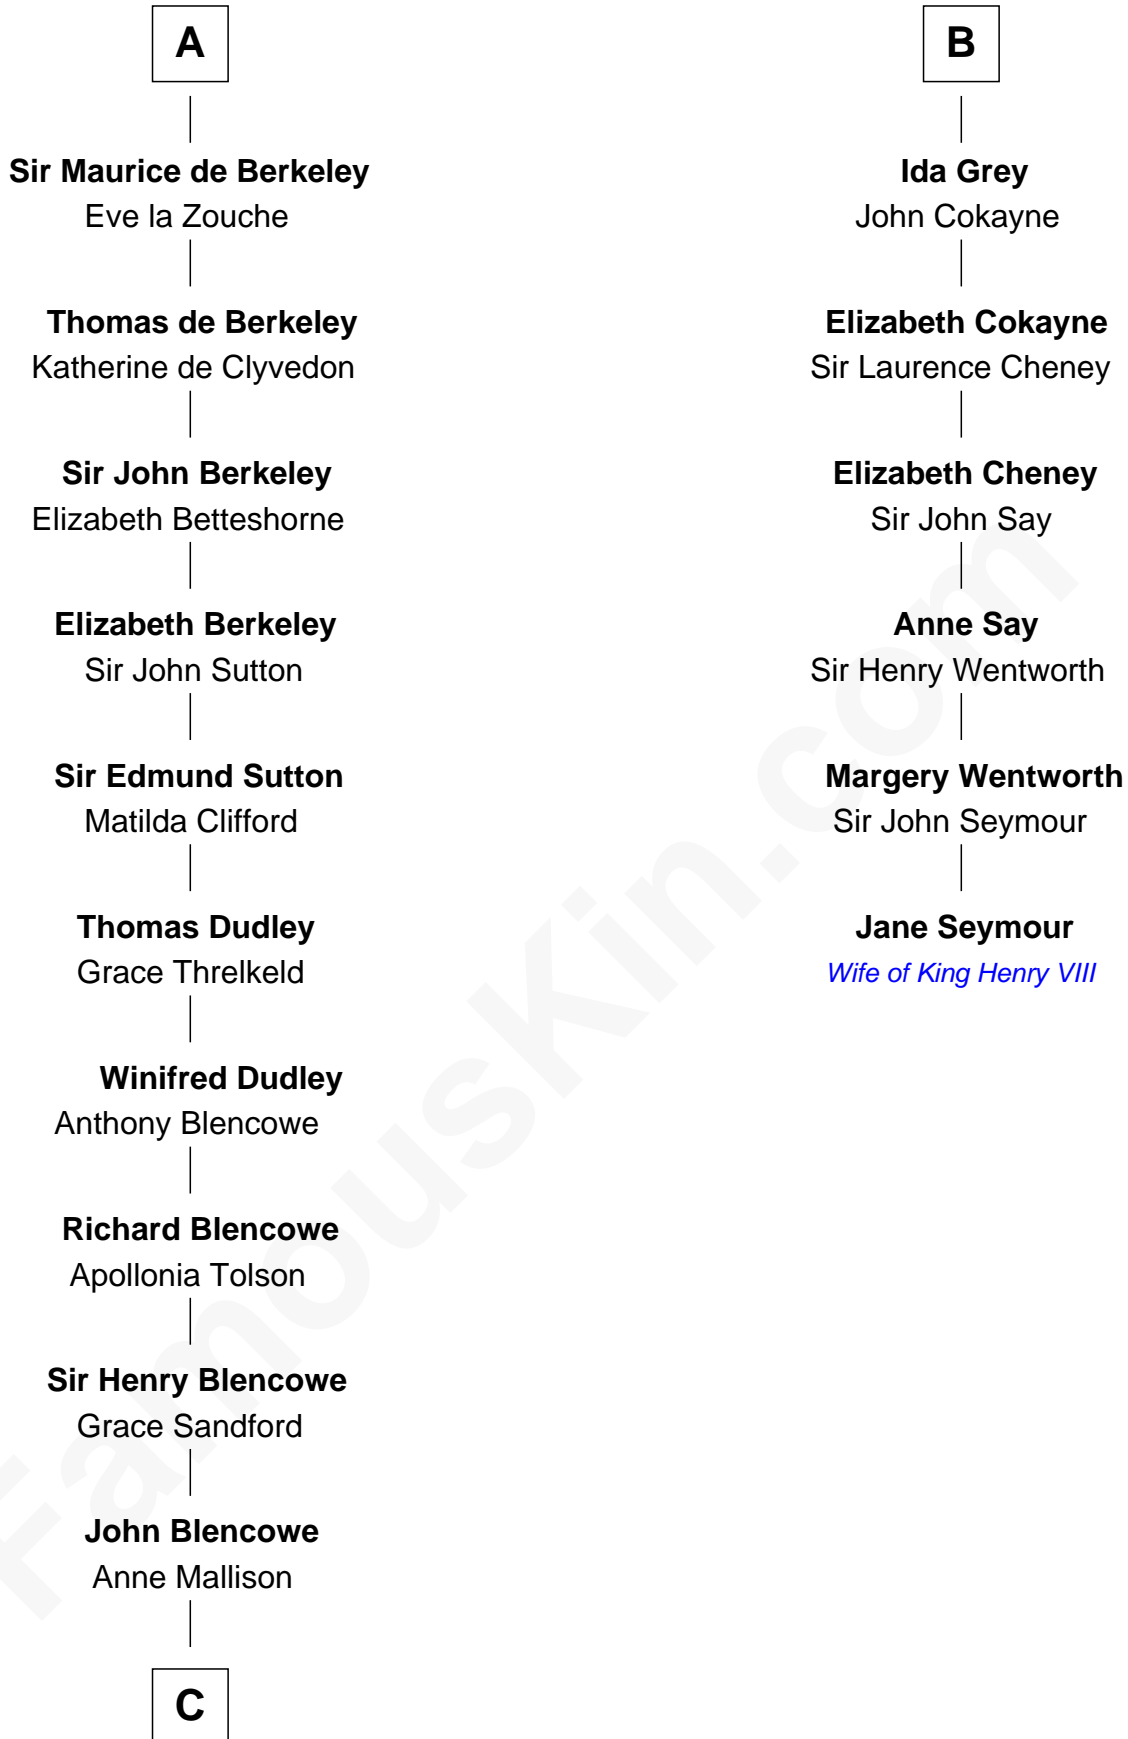 A
Sir Maurice de Berkeley
Eve la Zouche
Thomas de Berkeley
Katherine de Clyvedon
Sir John Berkeley
Elizabeth Betteshorne
Elizabeth Berkeley
Sir John Sutton
Sir Edmund Sutton
Matilda Clifford
Thomas Dudley
Grace Threlkeld
Winifred Dudley
Anthony Blencowe
Richard Blencowe
Apollonia Tolson
Sir Henry Blencowe
Grace Sandford
John Blencowe
Anne Mallison
C
B
Ida Grey
John Cokayne
Elizabeth Cokayne
Sir Laurence Cheney
Elizabeth Cheney
Sir John Say
Anne Say
Sir Henry Wentworth
Margery Wentworth
Sir John Seymour
Jane Seymour
Wife of King Henry VIII
FamousKin.com